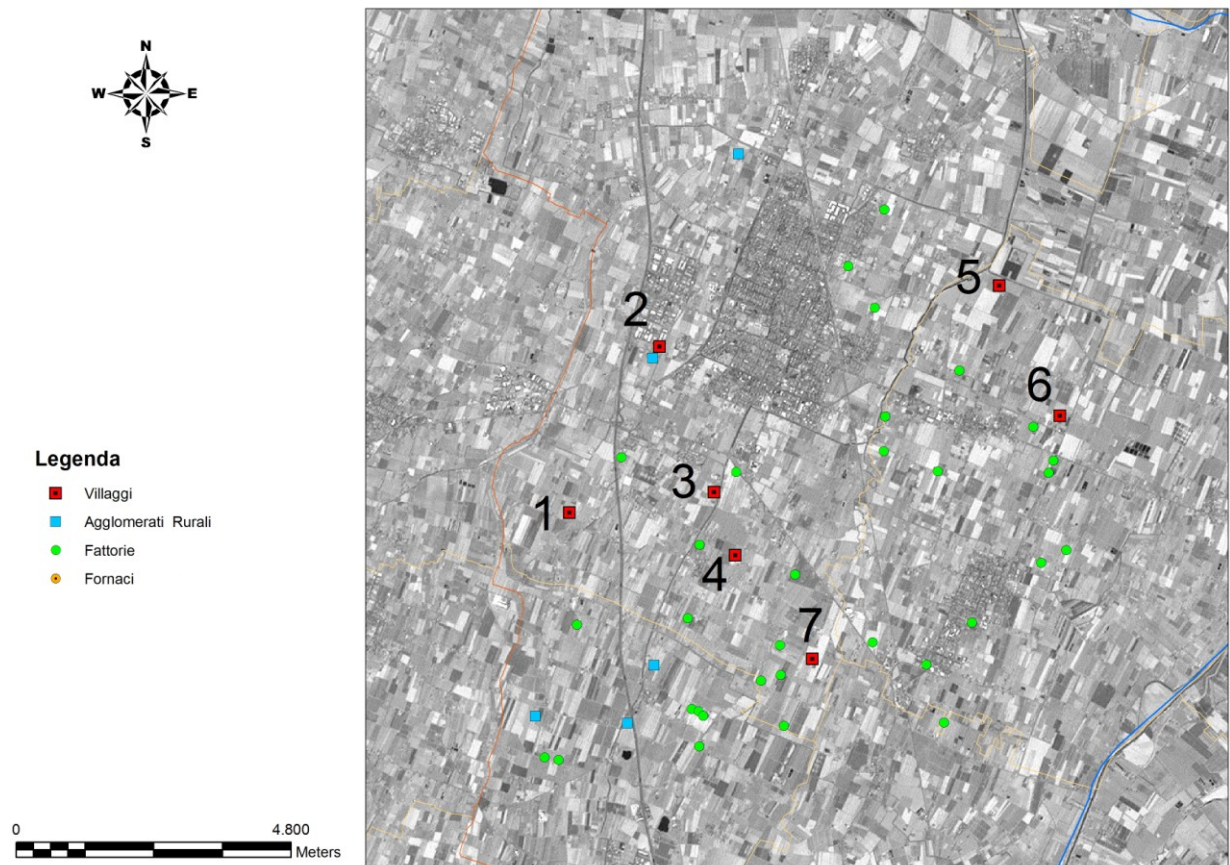 N
W E
S
Legenda
Villaggi
Agglomerati Rurali
Fattorie
Fornaci
0 4.800
Meters
5
2
6
3
1
4
7